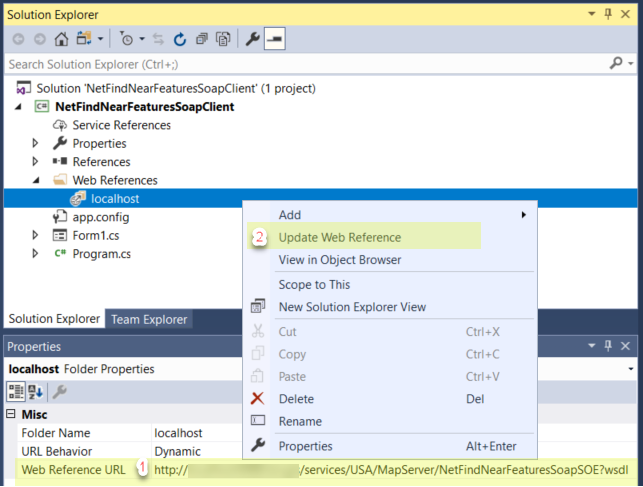 Solution Explorer
Search Solution Explorer (Ctrl+;)
Solution 'NetFindNearFeaturesSoapClient' (1 project)
C# NetFindNearFeaturesSoapClient
Service References
Properties
References
Web References
localhost
app.config
Form1.cs
C# Program.cs
Add
2 Update Web Reference
View in Object Browser
Scope to This
New Solution Explorer View
Cut Ctrl+X
Copy Ctrl+C
Paste Ctrl+V
Delete Del
Rename
Properties Alt+Enter
Solution Explorer Team Explorer
Properties
localhost Folder Properties
Misc
Folder Name localhost
URL Behavior Dynamic
Web Reference URL 1 http:// /services/USA/MapServer/NetFindNearFeaturesSoapSOE?wsdl